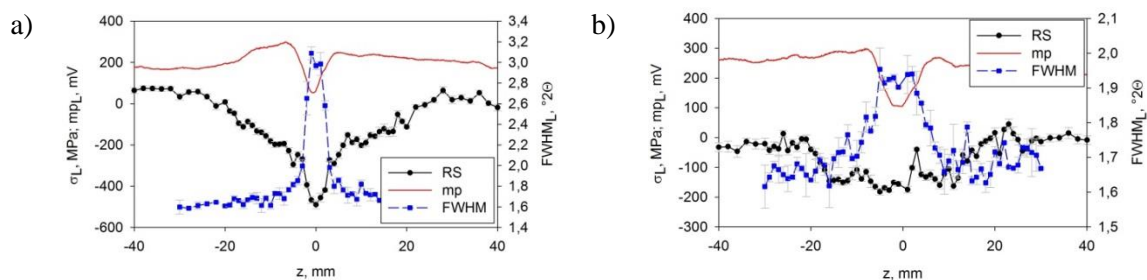 a)
400
200
0
-200
-400
-600
σL, MPa; mpL, mV
3,4
3,2
3,0
2,8
2,6
2,4
2,2
2,0
1,8
1,6
1,4
FWHML, °2Θ
RS
mp
FWHM
-40 -20 0 20 40
z, mm
b)
400
300
200
100
0
-100
-200
-300
σL, MPa; mpL, mV
2,1
2,0
1,9
1,8
1,7
1,6
1,5
FWHML, °2Θ
RS
mp
FWHM
-40 -20 0 20 40
z, mm